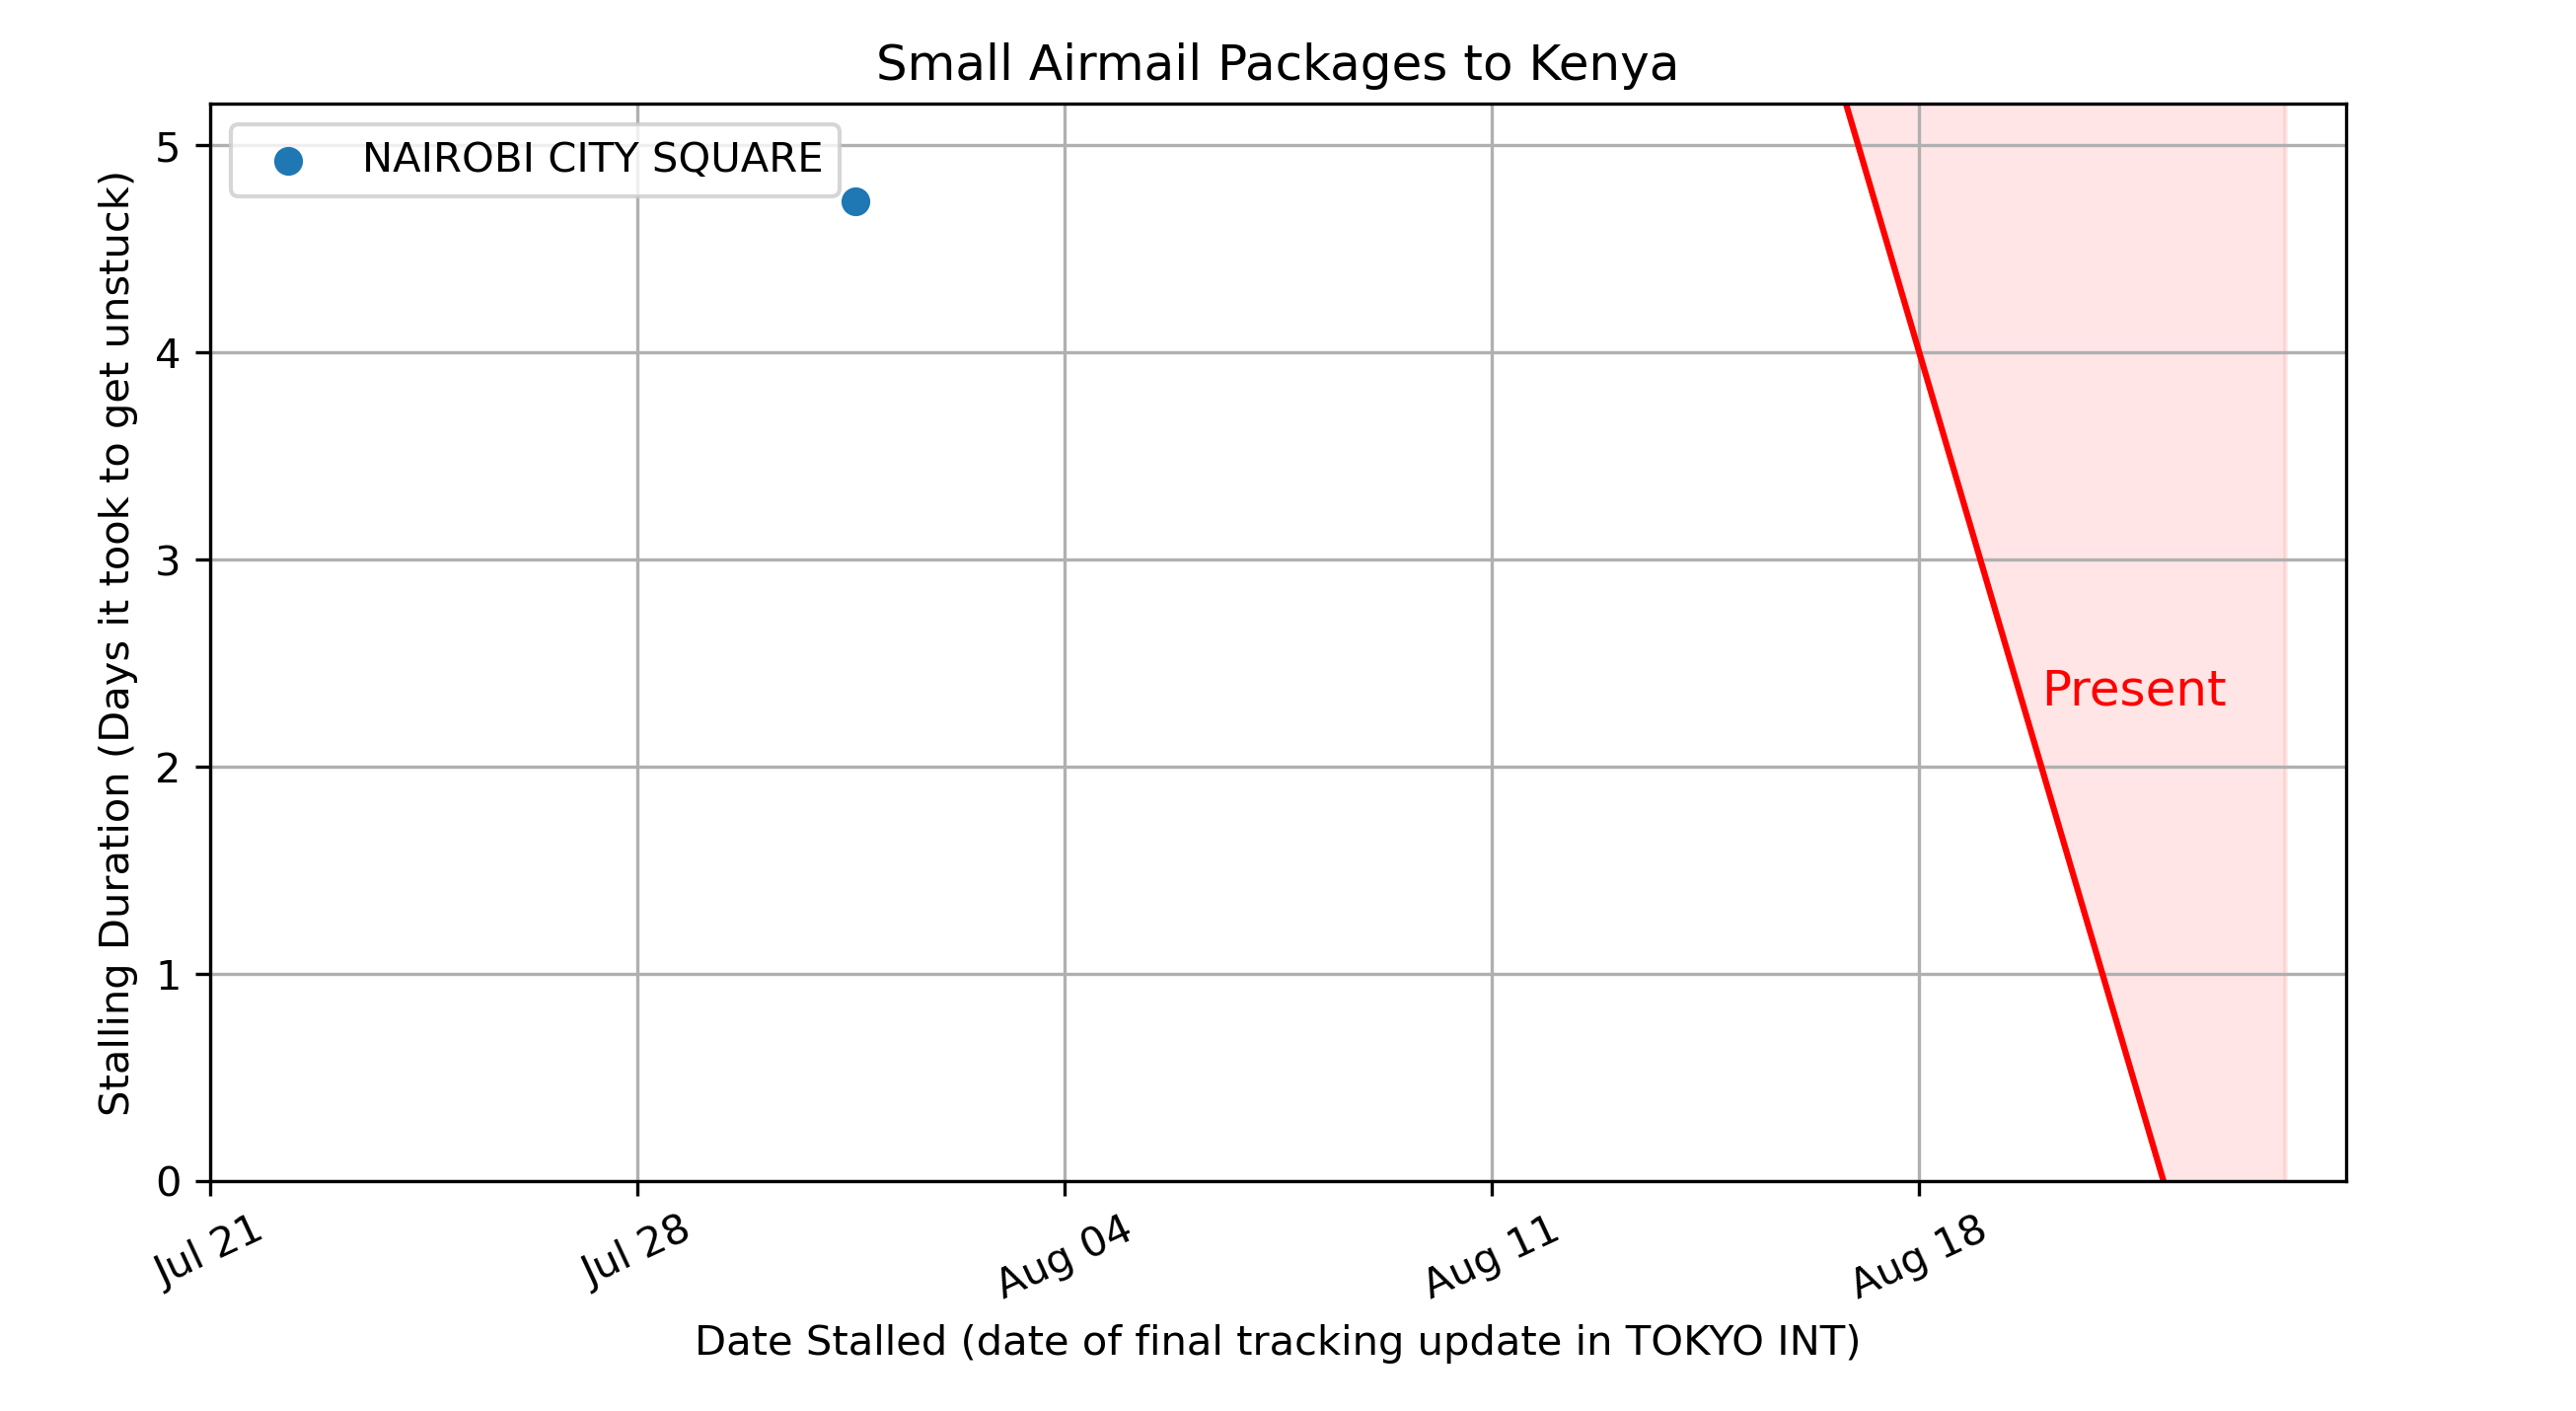 Small Airmail Packages to Kenya
NAIROBI CITY SQUARE
Stalling Duration (Days it took to get unstuck)
5
4
3
2
1
0
Present
Jul 21
Jul 28
Aug 04
Aug 11
Aug 18
Date Stalled (date of final tracking update in TOKYO INT)